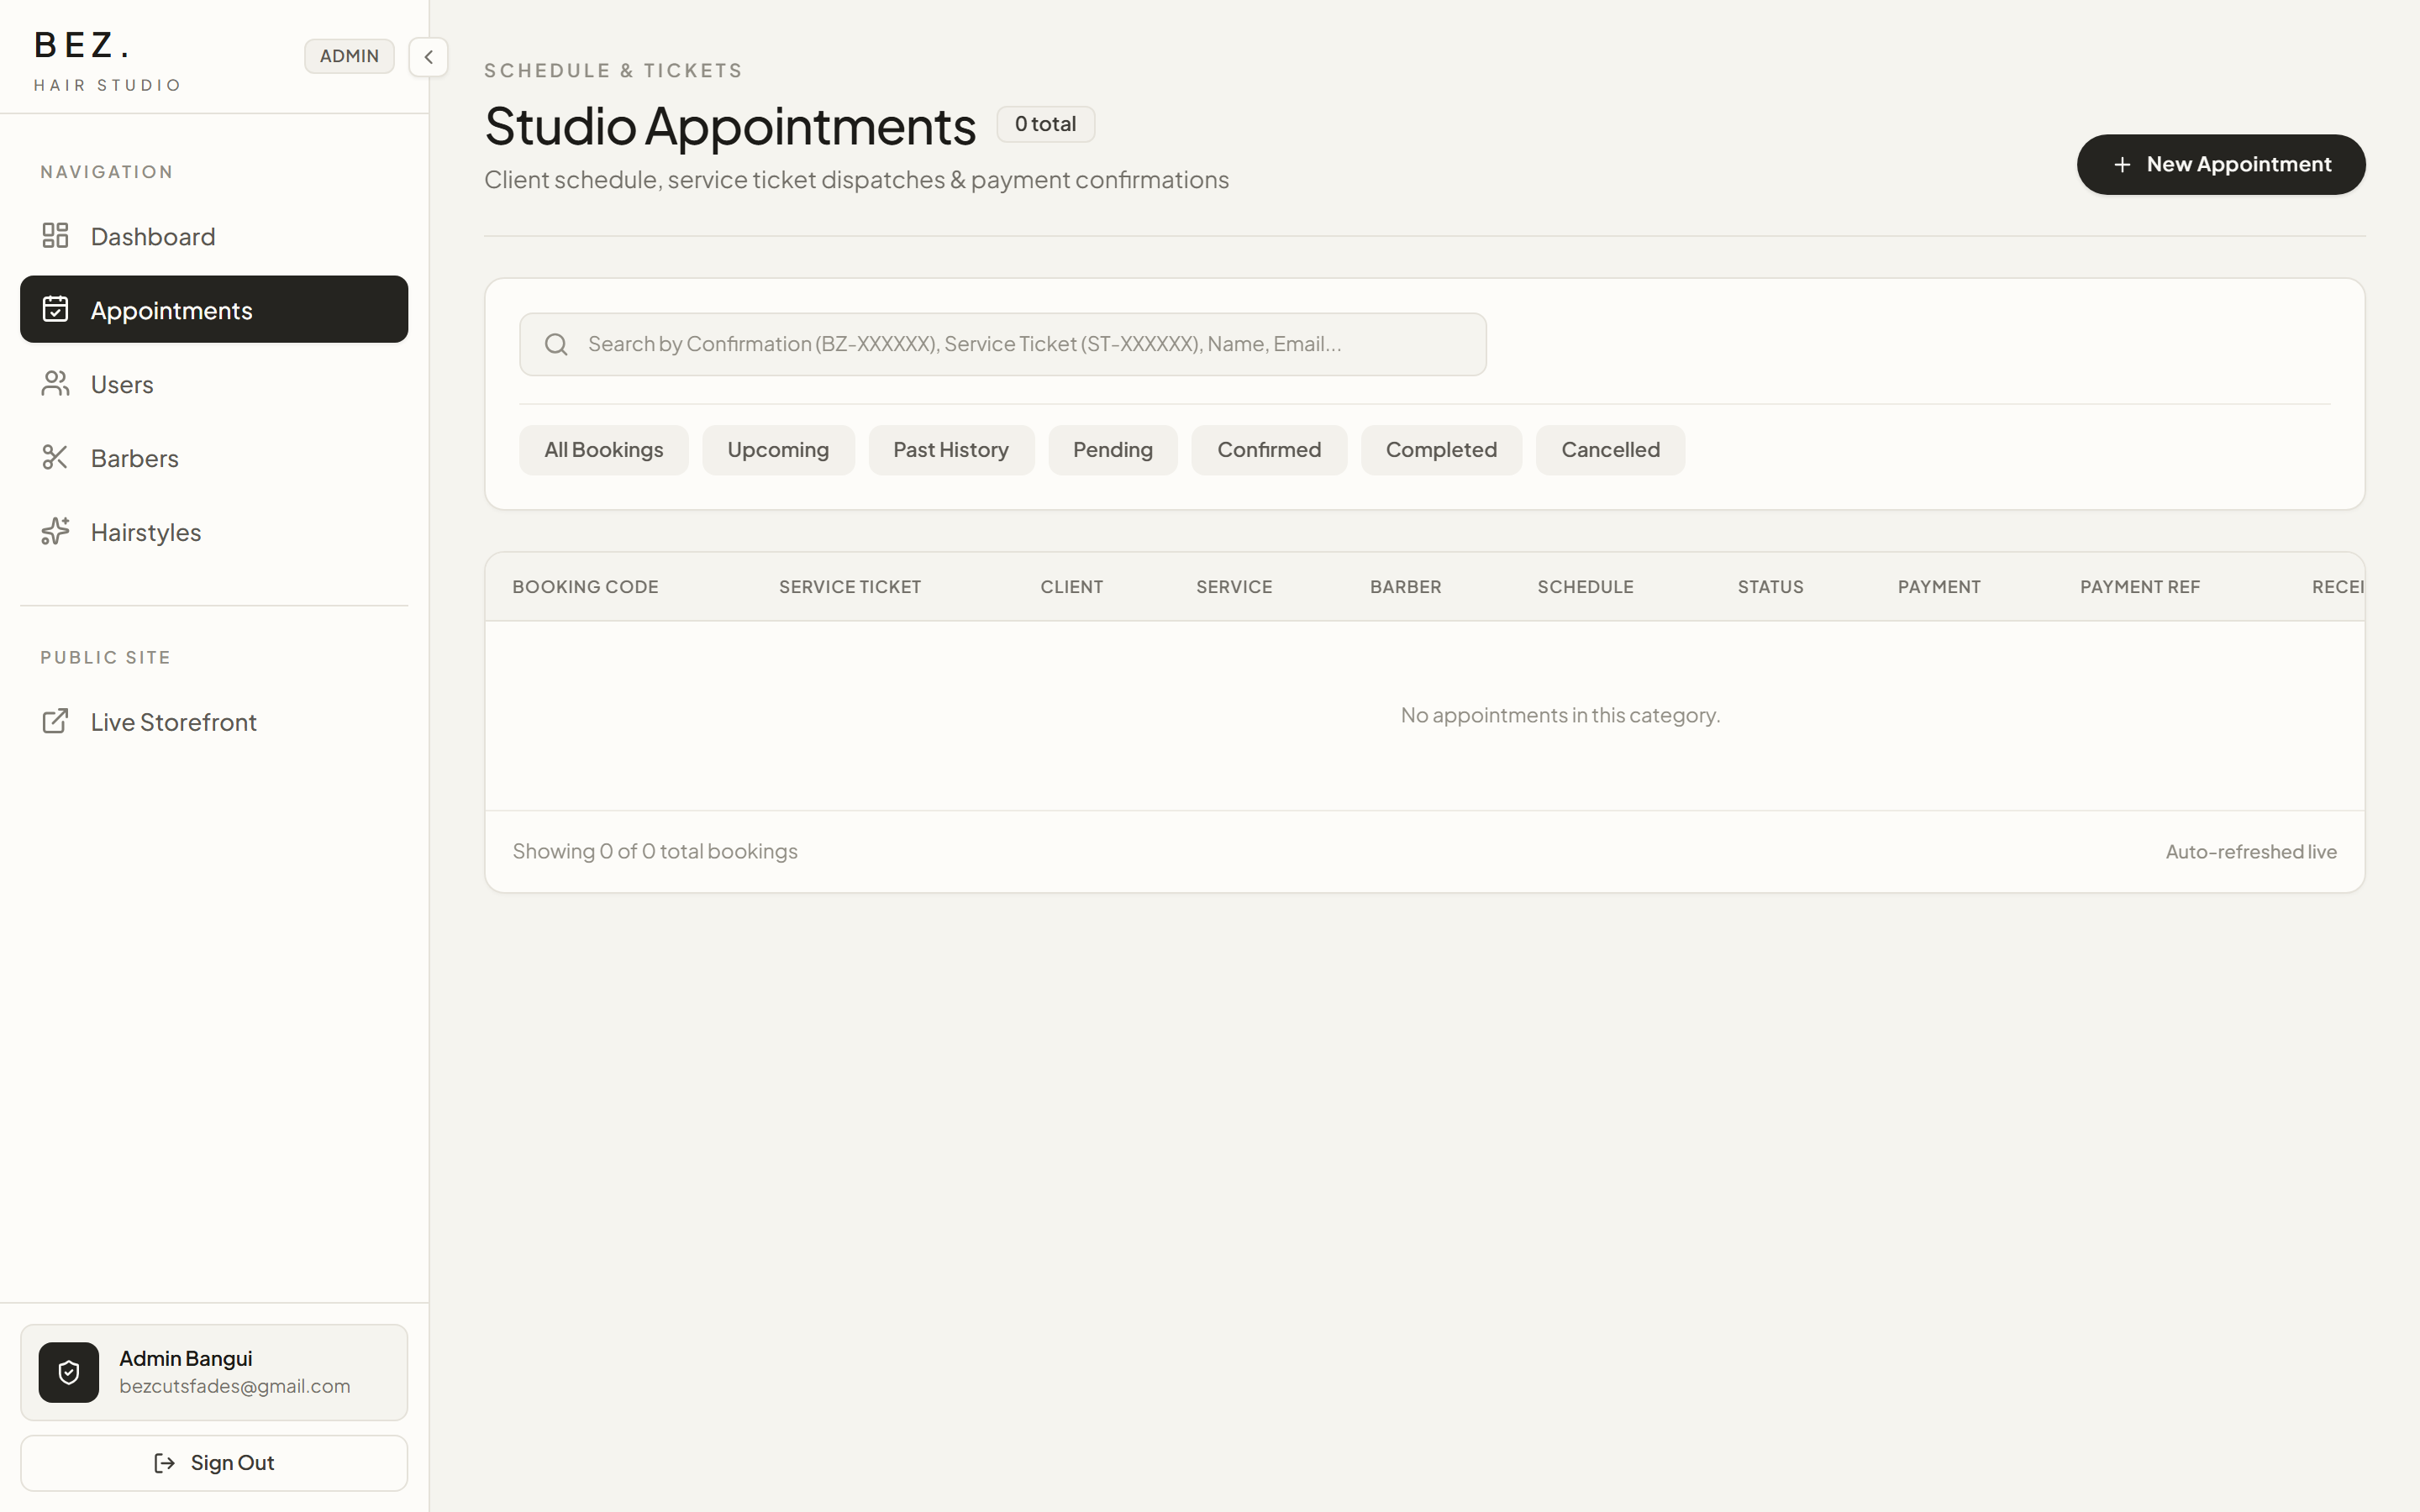 BEZ.
HAIR STUDIO
ADMIN
NAVIGATION
Dashboard
Appointments
Users
Barbers
Hairstyles
PUBLIC SITE
Live Storefront
Admin Bangui
bezcutsfades@gmail.com
Sign Out
SCHEDULE & TICKETS
Studio Appointments
0 total
Client schedule, service ticket dispatches & payment confirmations
New Appointment
Search by Confirmation (BZ-XXXXXX), Service Ticket (ST-XXXXXX), Name, Email...
All Bookings Upcoming Past History Pending Confirmed Completed Cancelled
BOOKING CODE SERVICE TICKET CLIENT SERVICE BARBER SCHEDULE STATUS PAYMENT PAYMENT REF RECEI
No appointments in this category.
Showing 0 of 0 total bookings
Auto-refreshed live